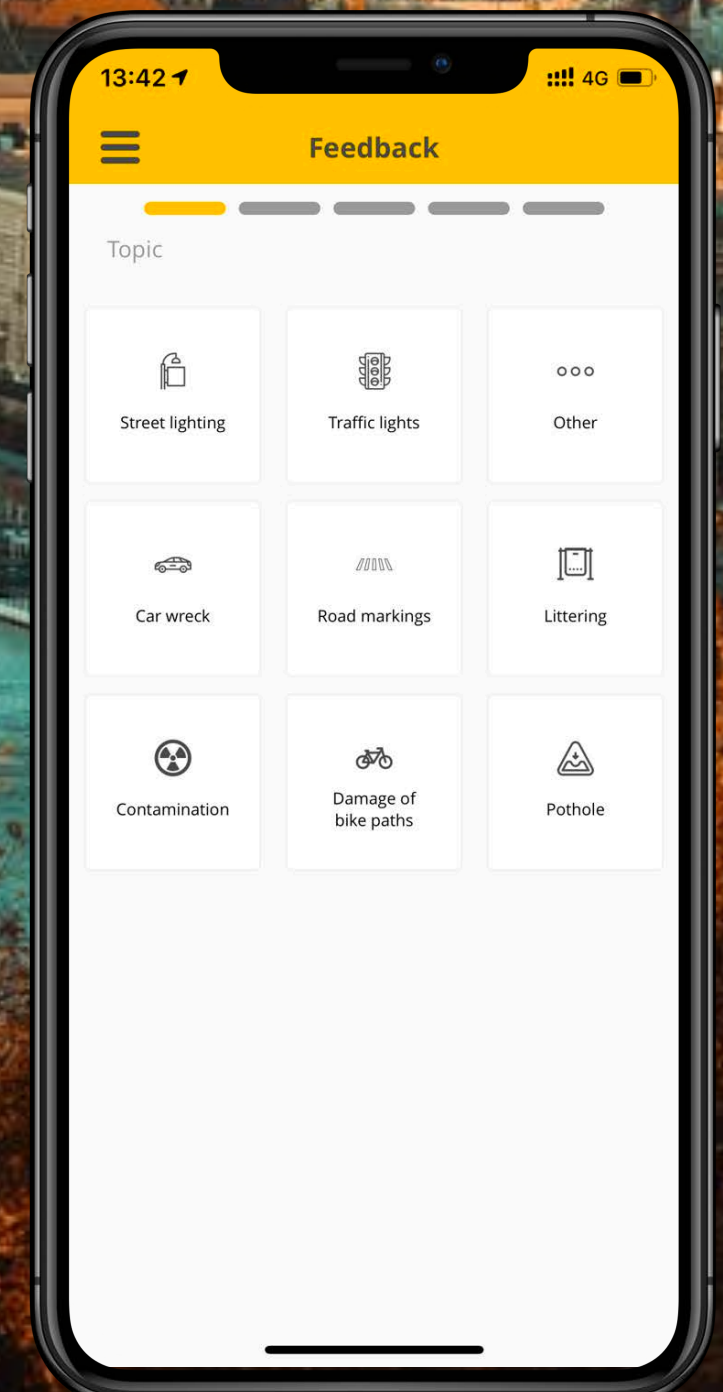 13:42
4G
Feedback
Topic
Street lighting
Traffic lights
Other
Car wreck
Road markings
Littering
Contamination
Damage of
bike paths
Pothole